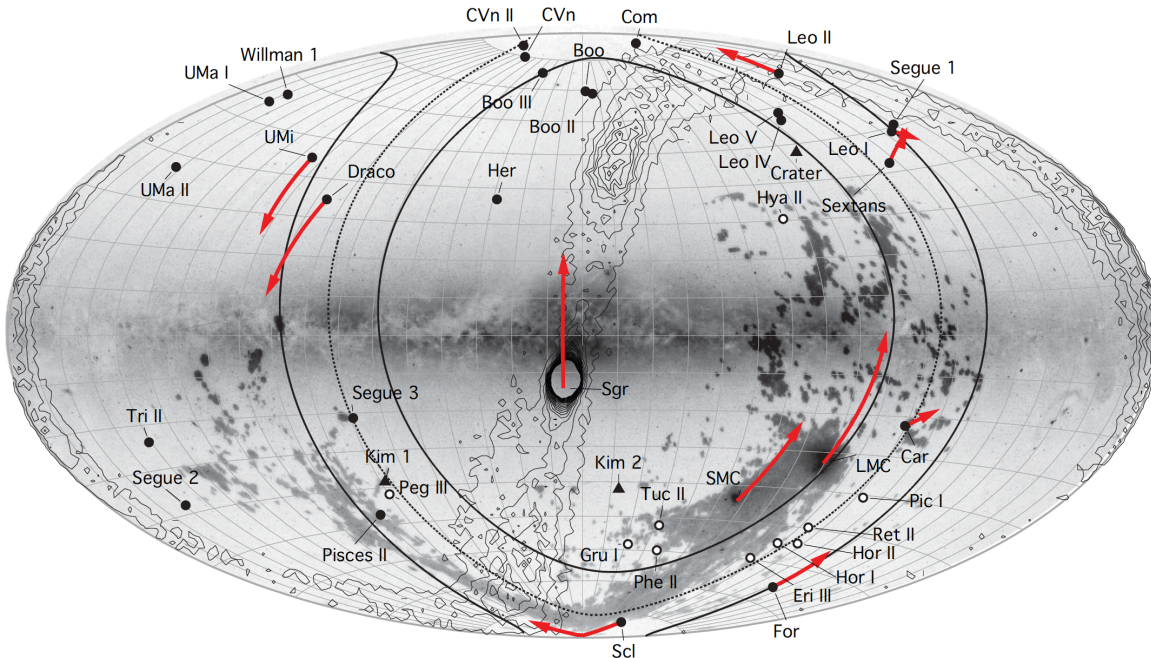 CVn II
CVn
Com
Willman 1
UMa I
Boo
Leo II
Segue 1
Boo III
Boo II
UMi
Leo V
Leo I
Leo IV
Crater
UMa II
Draco
Her
Hya II
Sextans
Sgr
Segue 3
Tri II
Kim 1
Kim 2
LMC
Car
SMC
Segue 2
Peg III
Tuc II
Pic I
Pisces II
Gru I
Ret II
Phe II
Hor II
Hor I
Eri III
For
Scl